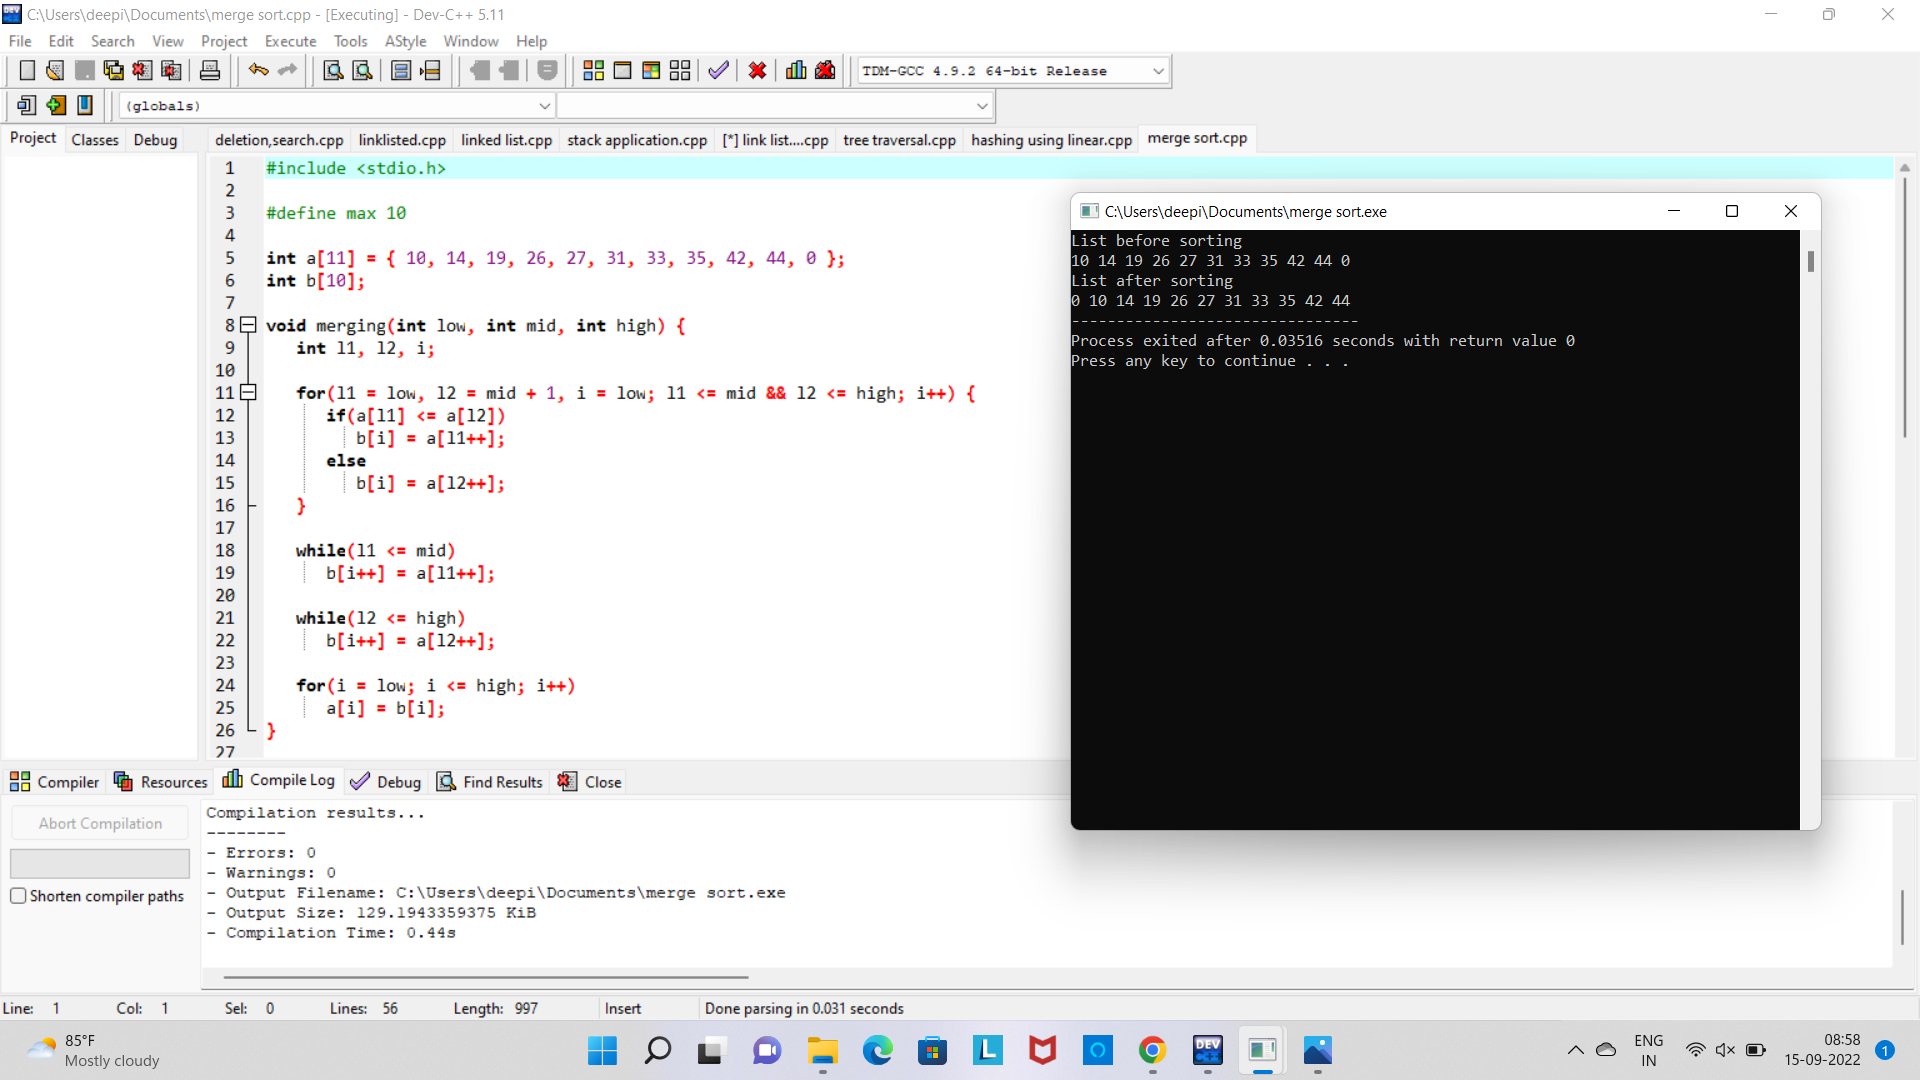 C:\Users\deepi\Documents\merge sort.cpp - [Executing] - Dev-C++ 5.11
File Edit Search View Project Execute Tools AStyle Window Help
TDM-GCC 4.9.2 64-bit Release
(globals)
Project Classes Debug
deletion,search.cpp linklisted.cpp linked list.cpp stack application.cpp [*] link list....cpp tree traversal.cpp hashing using linear.cpp merge sort.cpp
1 #include <stdio.h>
2
3 #define max 10
4
5 int a[11] = { 10, 14, 19, 26, 27, 31, 33, 35, 42, 44, 0 };
6 int b[10];
7
8 void merging(int low, int mid, int high) {
9 int l1, l2, i;
10
11 for(l1 = low, l2 = mid + 1, i = low; l1 <= mid && l2 <= high; i++) {
12 if(a[l1] <= a[l2])
13 b[i] = a[l1++];
14 else
15 b[i] = a[l2++];
16 }
17
18 while(l1 <= mid)
19 b[i++] = a[l1++];
20
21 while(l2 <= high)
22 b[i++] = a[l2++];
23
24 for(i = low; i <= high; i++)
25 a[i] = b[i];
26 }
27
C:\Users\deepi\Documents\merge sort.exe
List before sorting
10 14 19 26 27 31 33 35 42 44 0
List after sorting
0 10 14 19 26 27 31 33 35 42 44
--------------------------------
Process exited after 0.03516 seconds with return value 0
Press any key to continue . . .
Compiler Resources Compile Log Debug Find Results Close
Abort Compilation
Shorten compiler paths
Compilation results...
--------
- Errors: 0
- Warnings: 0
- Output Filename: C:\Users\deepi\Documents\merge sort.exe
- Output Size: 129.1943359375 KiB
- Compilation Time: 0.44s
Line: 1 Col: 1 Sel: 0 Lines: 56 Length: 997 Insert Done parsing in 0.031 seconds
85°F
Mostly cloudy
L
DEV
C++
ENG
IN
08:58
15-09-2022
1